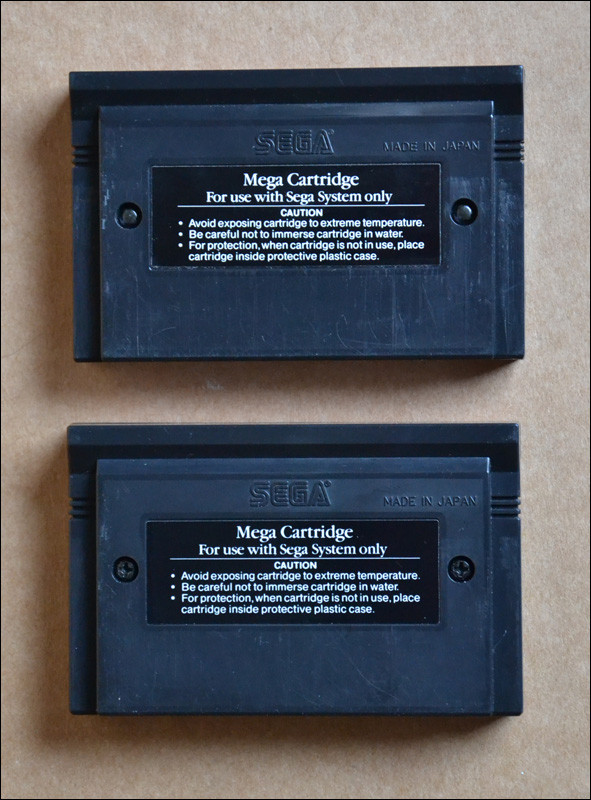 SEGA®
MADE IN JAPAN
Mega Cartridge
For use with Sega System only
CAUTION
• Avoid exposing cartridge to extreme temperature.
• Be careful not to immerse cartridge in water.
• For protection, when cartridge is not in use, place
cartridge inside protective plastic case.
SEGA®
MADE IN JAPAN
Mega Cartridge
For use with Sega System only
CAUTION
• Avoid exposing cartridge to extreme temperature.
• Be careful not to immerse cartridge in water.
• For protection, when cartridge is not in use, place
cartridge inside protective plastic case.